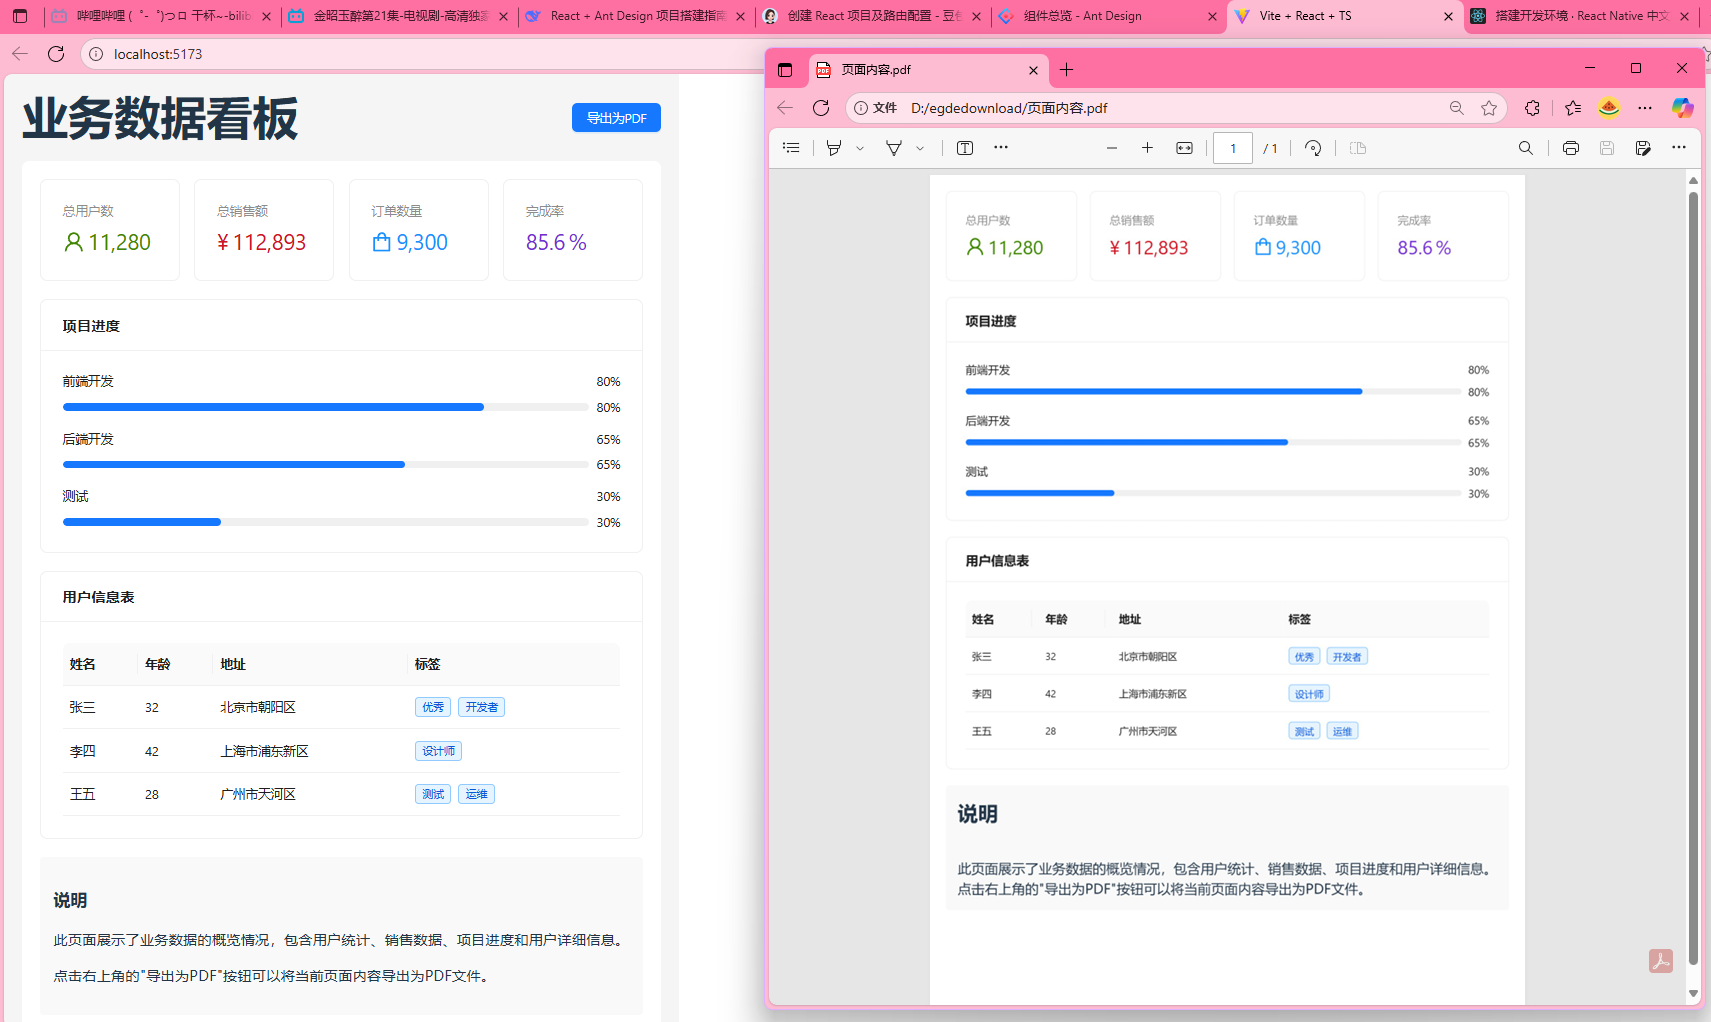 哔哩哔哩 (゜-゜)つロ 干杯~-bilib
金昭玉醉第21集-电视剧-高清独家
React + Ant Design 项目搭建指南
创建 React 项目及路由配置 - 豆包
组件总览 - Ant Design
Vite + React + TS
搭建开发环境 · React Native 中文
localhost:5173
业务数据看板
导出为PDF
总用户数
11,280
总销售额
¥ 112,893
订单数量
9,300
完成率
85.6 %
项目进度
前端开发 80%
80%
后端开发 65%
65%
测试 30%
30%
用户信息表
姓名 年龄 地址 标签
张三 32 北京市朝阳区 优秀 开发者
李四 42 上海市浦东新区 设计师
王五 28 广州市天河区 测试 运维
说明
此页面展示了业务数据的概览情况，包含用户统计、销售数据、项目进度和用户详细信息。
点击右上角的"导出为PDF"按钮可以将当前页面内容导出为PDF文件。
页面内容.pdf
文件 D:/egdedownload/页面内容.pdf
1 / 1
总用户数
11,280
总销售额
¥ 112,893
订单数量
9,300
完成率
85.6 %
项目进度
前端开发 80%
80%
后端开发 65%
65%
测试 30%
30%
用户信息表
姓名 年龄 地址 标签
张三 32 北京市朝阳区 优秀 开发者
李四 42 上海市浦东新区 设计师
王五 28 广州市天河区 测试 运维
说明
此页面展示了业务数据的概览情况，包含用户统计、销售数据、项目进度和用户详细信息。
点击右上角的"导出为PDF"按钮可以将当前页面内容导出为PDF文件。